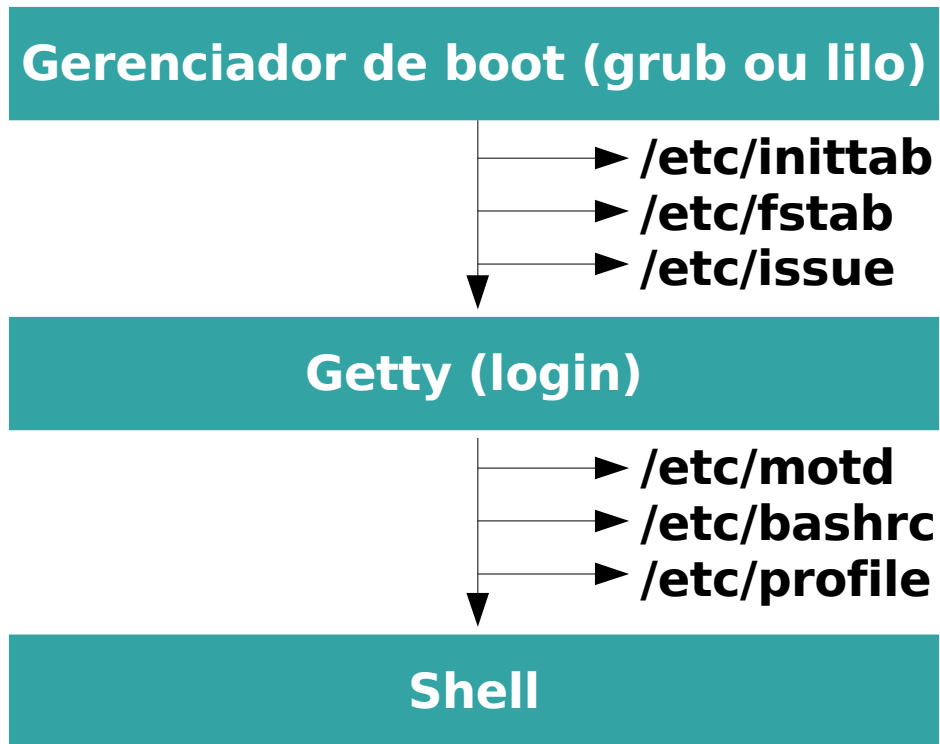 Gerenciador de boot (grub ou lilo)
/etc/inittab
/etc/fstab
/etc/issue
Getty (login)
/etc/motd
/etc/bashrc
/etc/profile
Shell